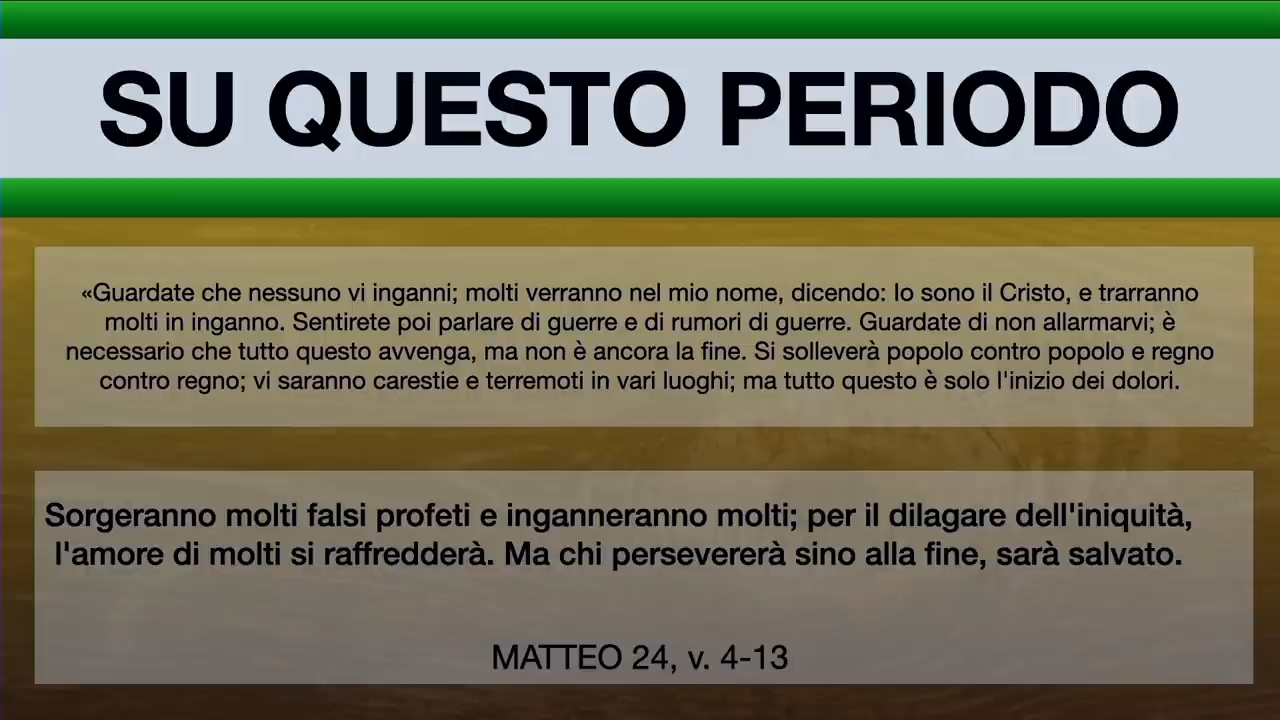 SU QUESTO PERIODO
«Guardate che nessuno vi inganni; molti verranno nel mio nome, dicendo: Io sono il Cristo, e trarranno
molti in inganno. Sentirete poi parlare di guerre e di rumori di guerre. Guardate di non allarmarvi; è
necessario che tutto questo avvenga, ma non è ancora la fine. Si solleverà popolo contro popolo e regno
contro regno; vi saranno carestie e terremoti in vari luoghi; ma tutto questo è solo l'inizio dei dolori.
Sorgeranno molti falsi profeti e inganneranno molti; per il dilagare dell'iniquità,
l'amore di molti si raffredderà. Ma chi persevererà sino alla fine, sarà salvato.
MATTEO 24, v. 4-13